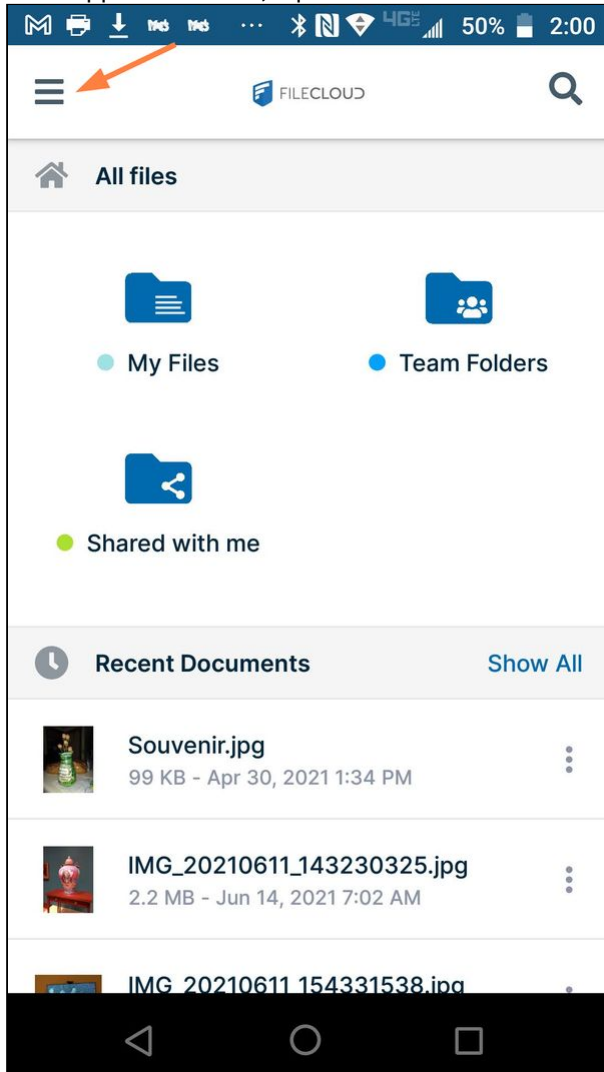 4G LTE 50% 2:00
FILECLOUD
All files
My Files Team Folders
Shared with me
Recent Documents Show All
Souvenir.jpg
99 KB - Apr 30, 2021 1:34 PM
IMG_20210611_143230325.jpg
2.2 MB - Jun 14, 2021 7:02 AM
IMG_20210611_154331538.jpg